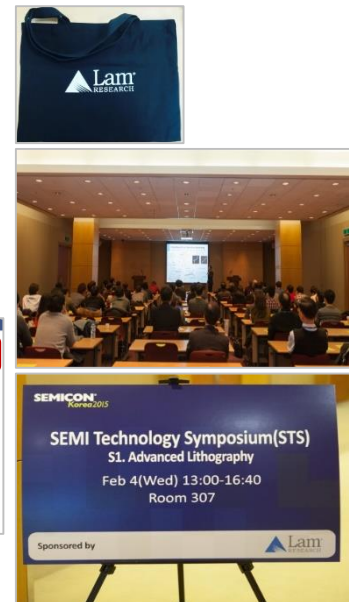 Lam
RESEARCH
SEMICON
Korea2015
SEMI Technology Symposium(STS)
S1. Advanced Lithography
Feb 4(Wed) 13:00-16:40
Room 307
Sponsored by
Lam
RESEARCH